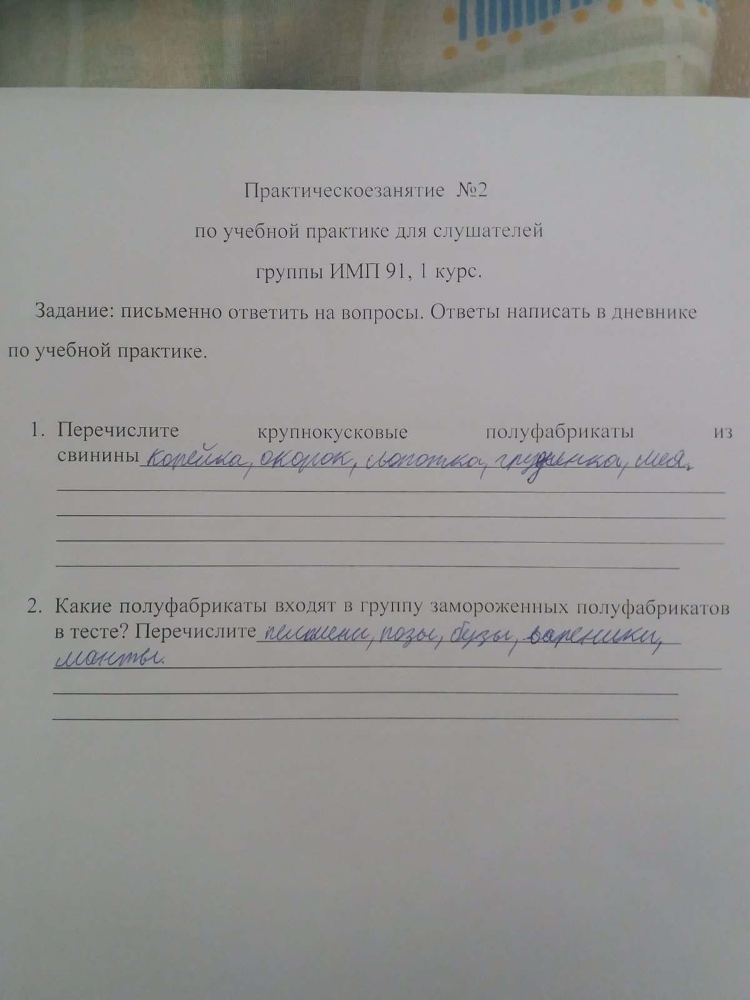 Практическоезанятие №2
по учебной практике для слушателей
группы ИМП 91, 1 курс.
Задание: письменно ответить на вопросы. Ответы написать в дневнике
по учебной практике.
1. Перечислите крупнокусковые полуфабрикаты из
свинины корейка, окорок, лопатка, грудинка, шея.
2. Какие полуфабрикаты входят в группу замороженных полуфабрикатов
в тесте? Перечислите пельмени, позы, бузы, вареники,
манты.